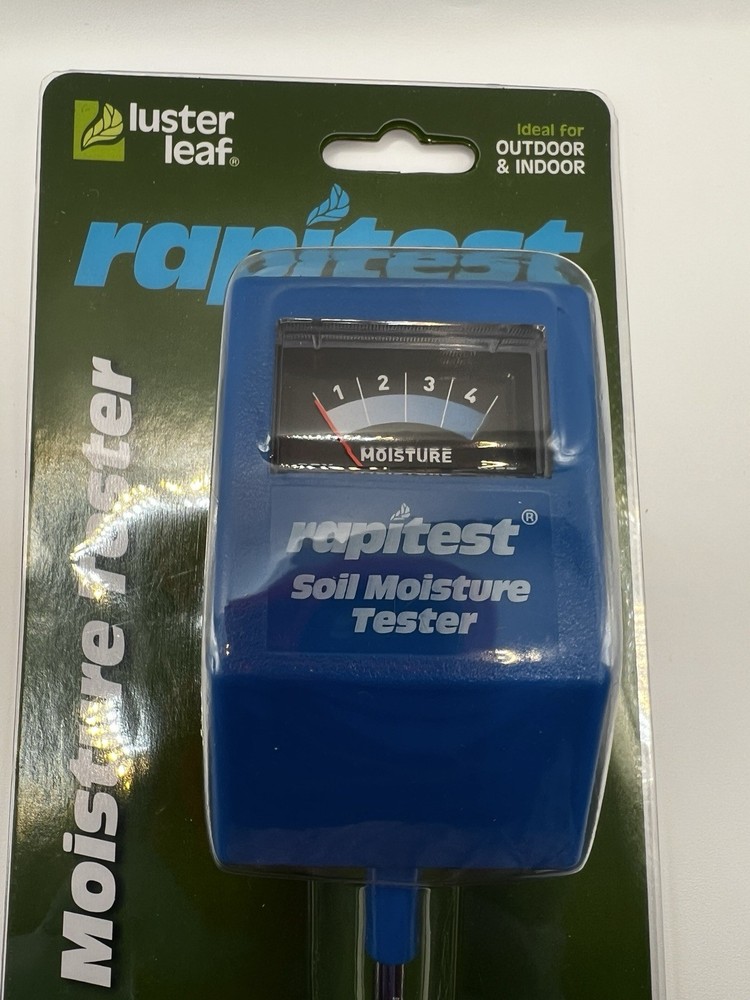 luster
leaf®
Ideal for
OUTDOOR
& INDOOR
rapitest
Moisture Tester
1 2 3 4
MOISTURE
rapitest®
Soil Moisture
Tester